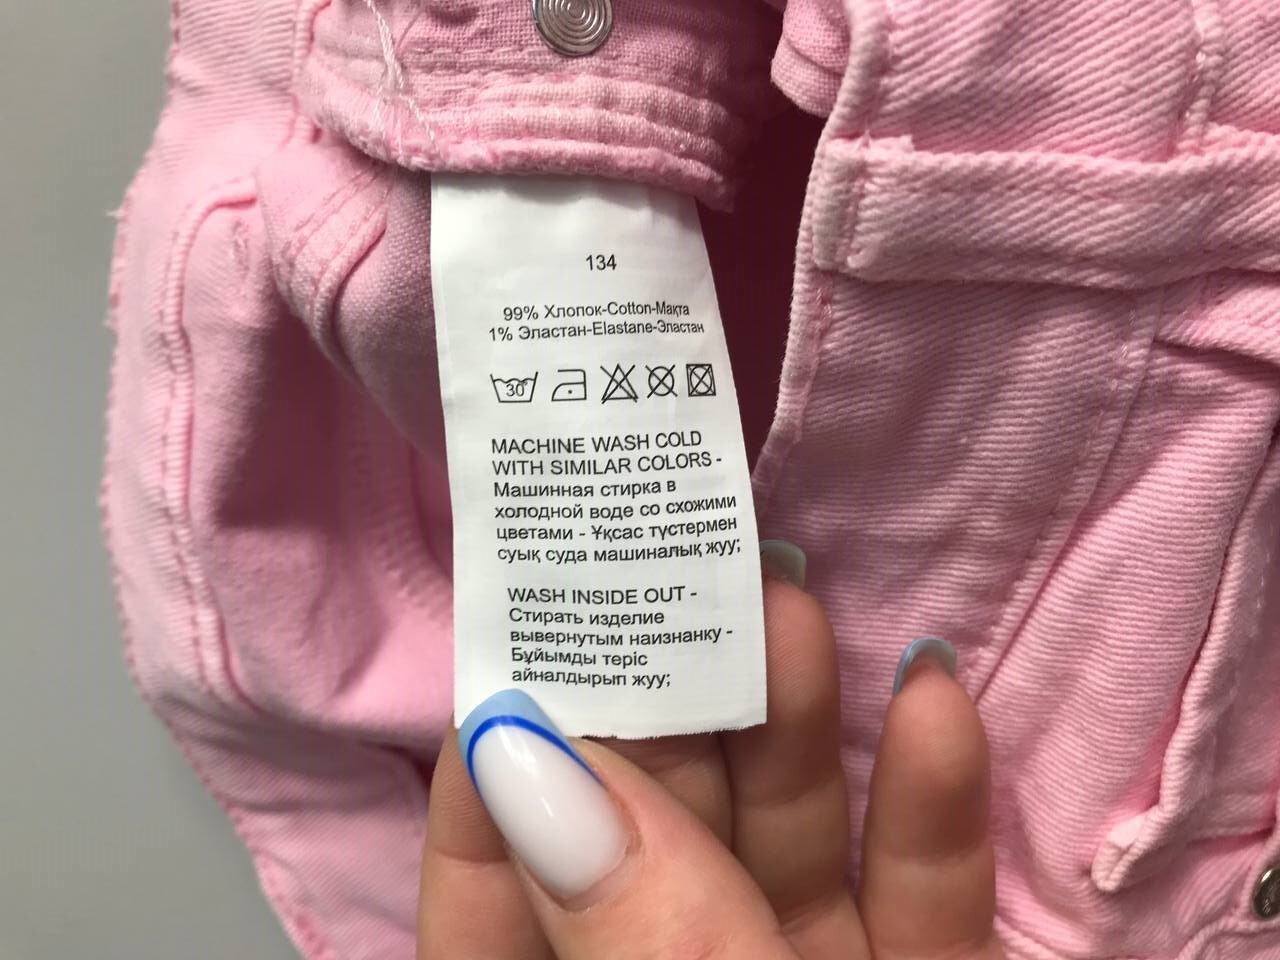 134
99% Хлопок-Cotton-Мақта
1% Эластан-Elastane-Эластан
30°
MACHINE WASH COLD
WITH SIMILAR COLORS -
Машинная стирка в
холодной воде со схожими
цветами - Ұқсас түстермен
суық суда машиналық жуу;
WASH INSIDE OUT -
Стирать изделие
вывернутым наизнанку -
Бұйымды теріс
айналдырып жуу;